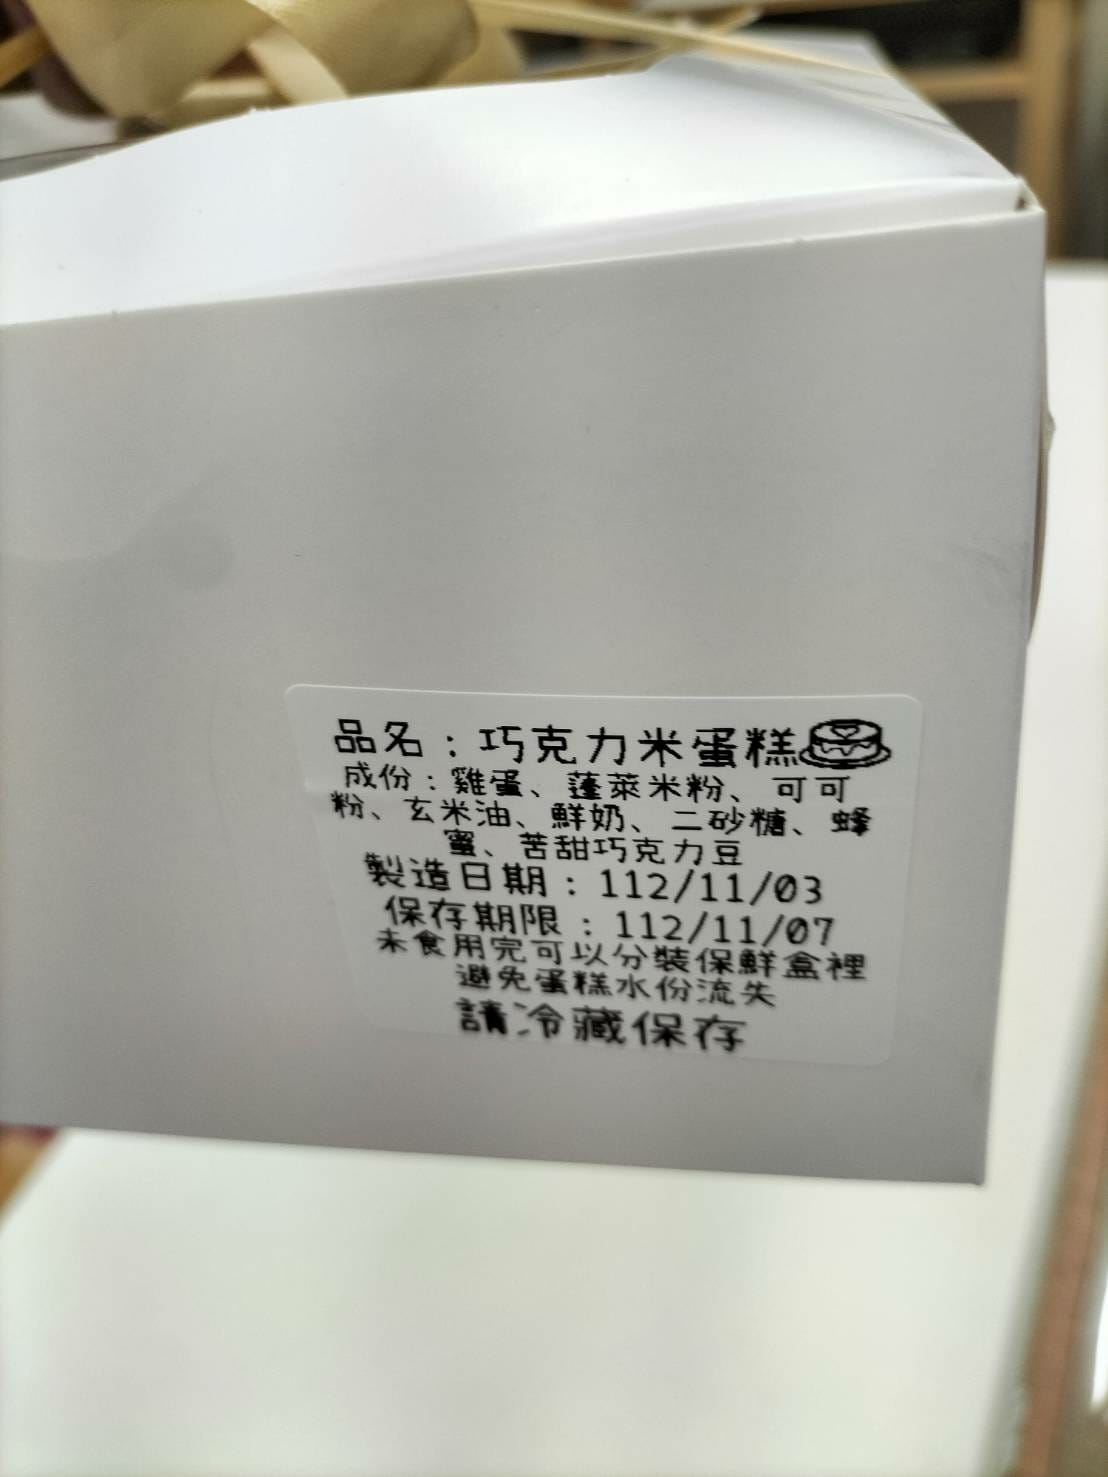 品名：巧克力米蛋糕
成份：雞蛋、蓬萊米粉、可可
粉、玄米油、鮮奶、二砂糖、蜂
蜜、苦甜巧克力豆
製造日期：112/11/03
保存期限：112/11/07
未食用完可以分裝保鮮盒裡
避免蛋糕水份流失
請冷藏保存